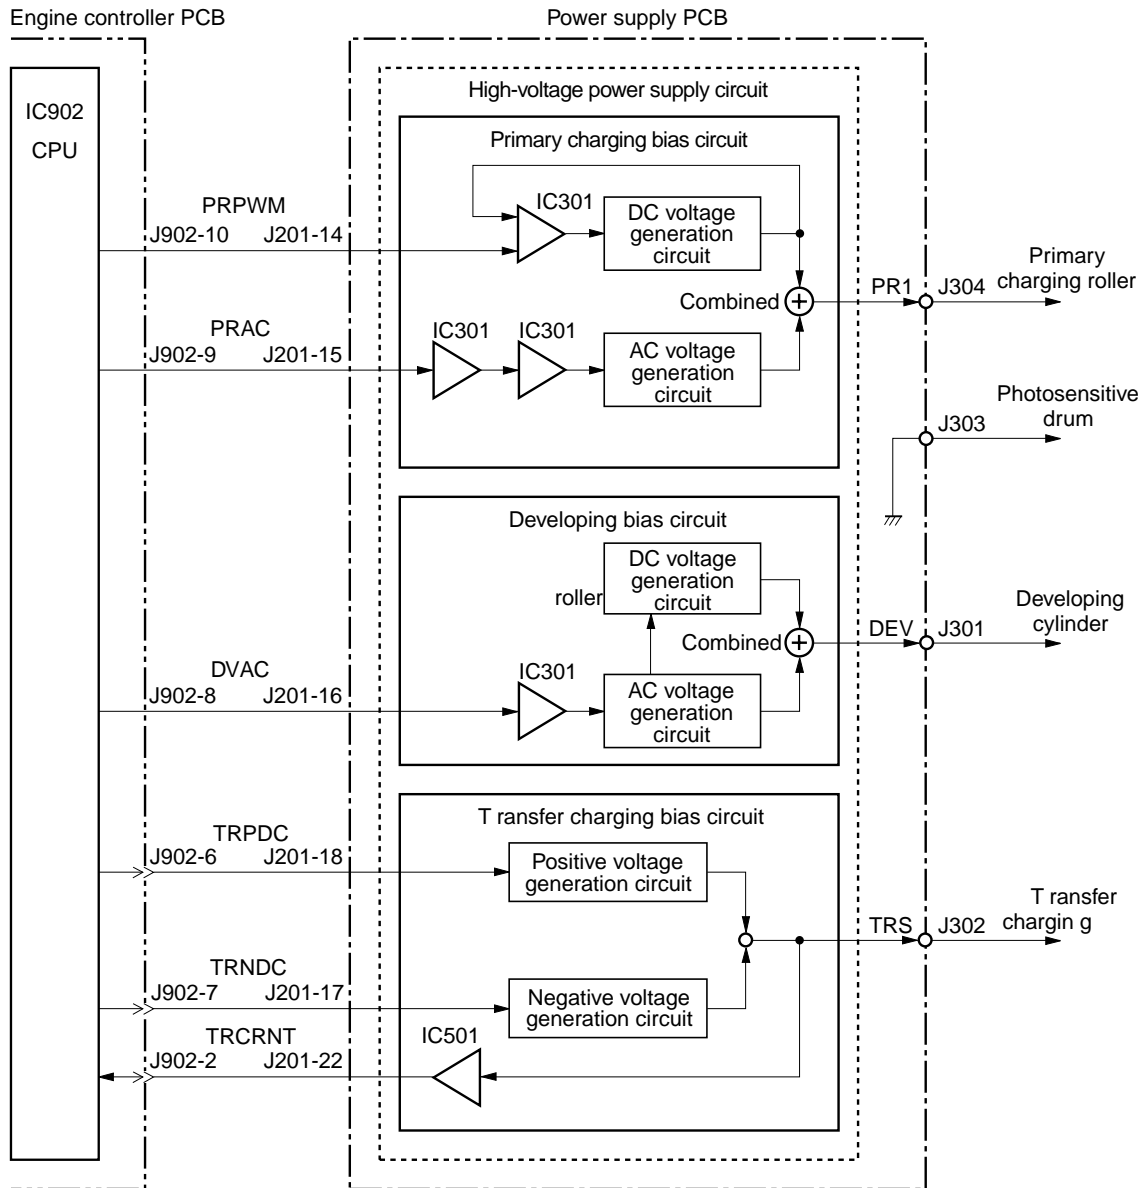 Engine controller PCB
Power supply PCB
IC902
CPU
High-voltage power supply circuit
Primary charging bias circuit
PRPWM
J902-10 J201-14
IC301
DC voltage
generation
circuit
Combined
PR1
J304
Primary
charging roller
PRAC
J902-9 J201-15
IC301
IC301
AC voltage
generation
circuit
J303
Photosensitive
drum
Developing bias circuit
DC voltage
generation
circuit
roller
Combined
DEV
J301
Developing
cylinder
DVAC
J902-8 J201-16
IC301
AC voltage
generation
circuit
T ransfer charging bias circuit
TRPDC
J902-6 J201-18
Positive voltage
generation circuit
TRS
J302
T ransfer
chargin g
TRNDC
J902-7 J201-17
Negative voltage
generation circuit
TRCRNT
J902-2 J201-22
IC501